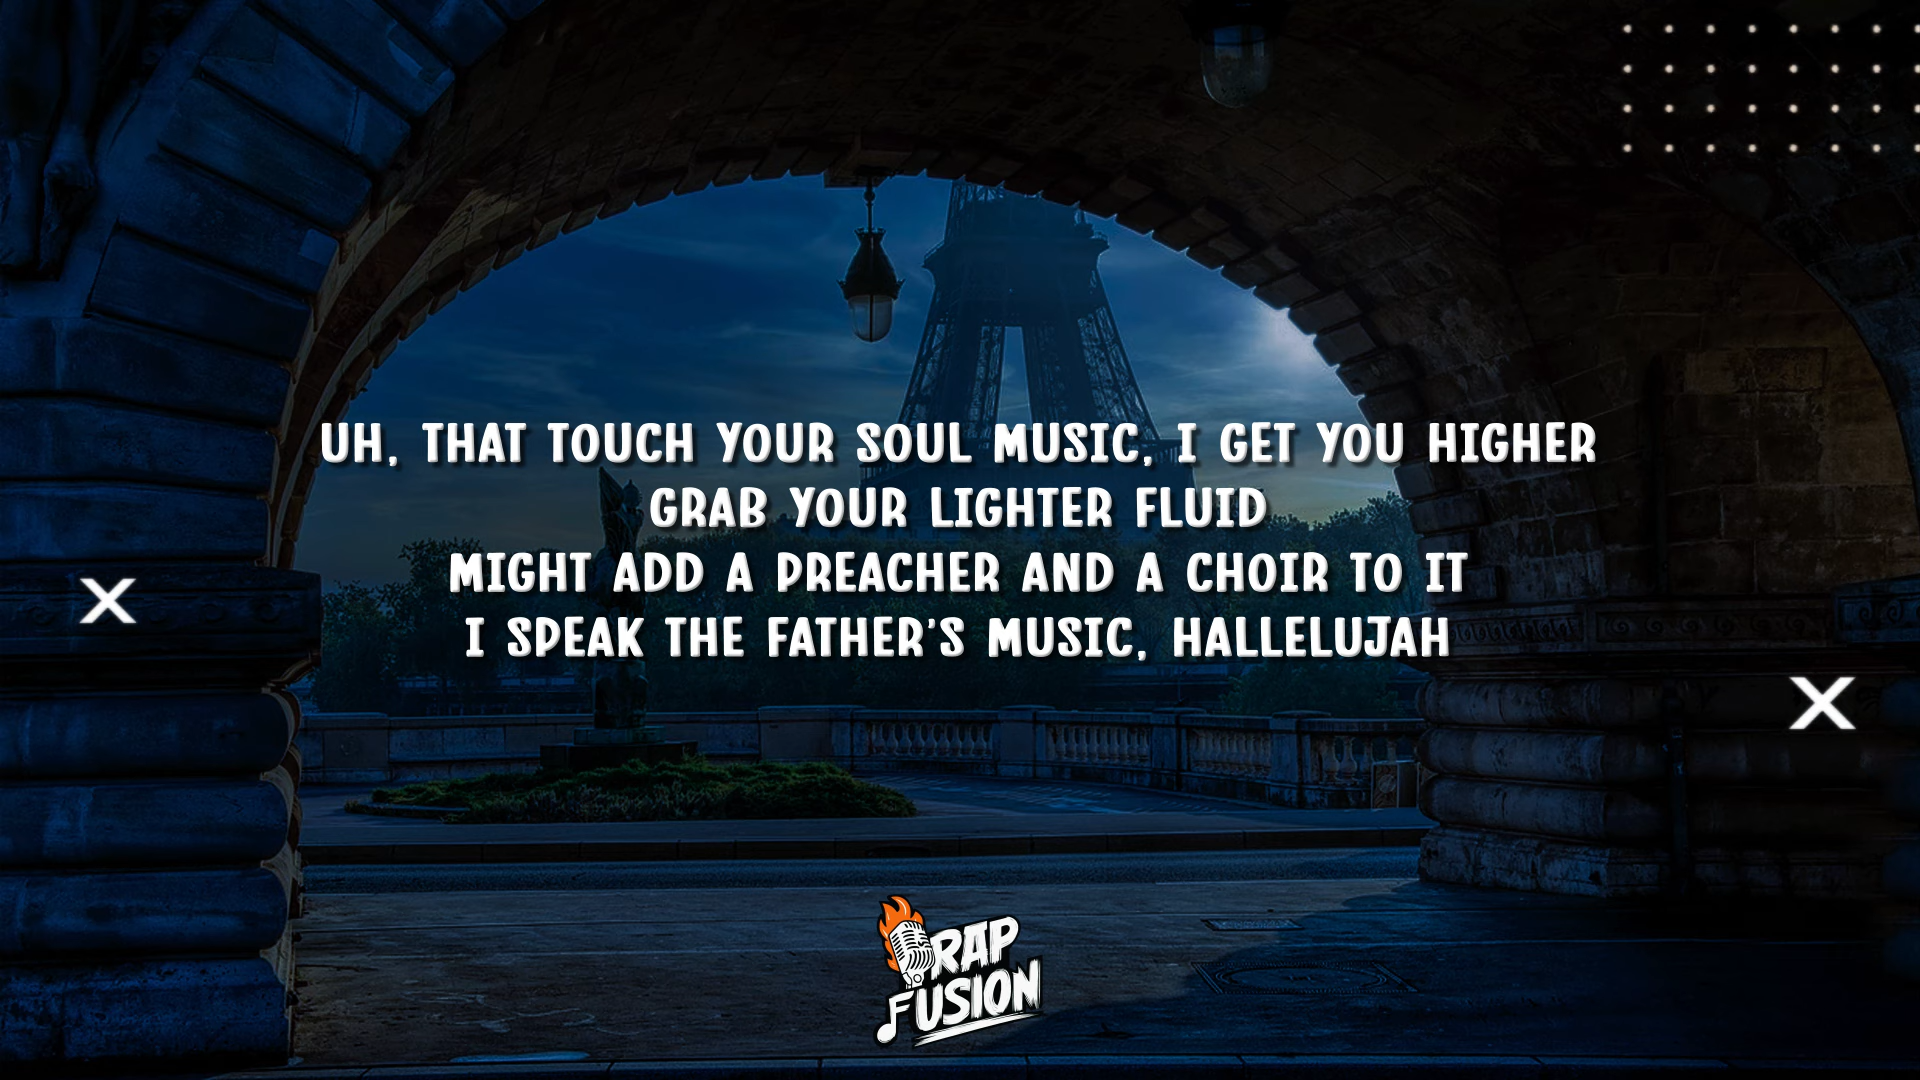 UH, THAT TOUCH YOUR SOUL MUSIC, I GET YOU HIGHER
GRAB YOUR LIGHTER FLUID
MIGHT ADD A PREACHER AND A CHOIR TO IT
I SPEAK THE FATHER'S MUSIC, HALLELUJAH
RAP
FUSION